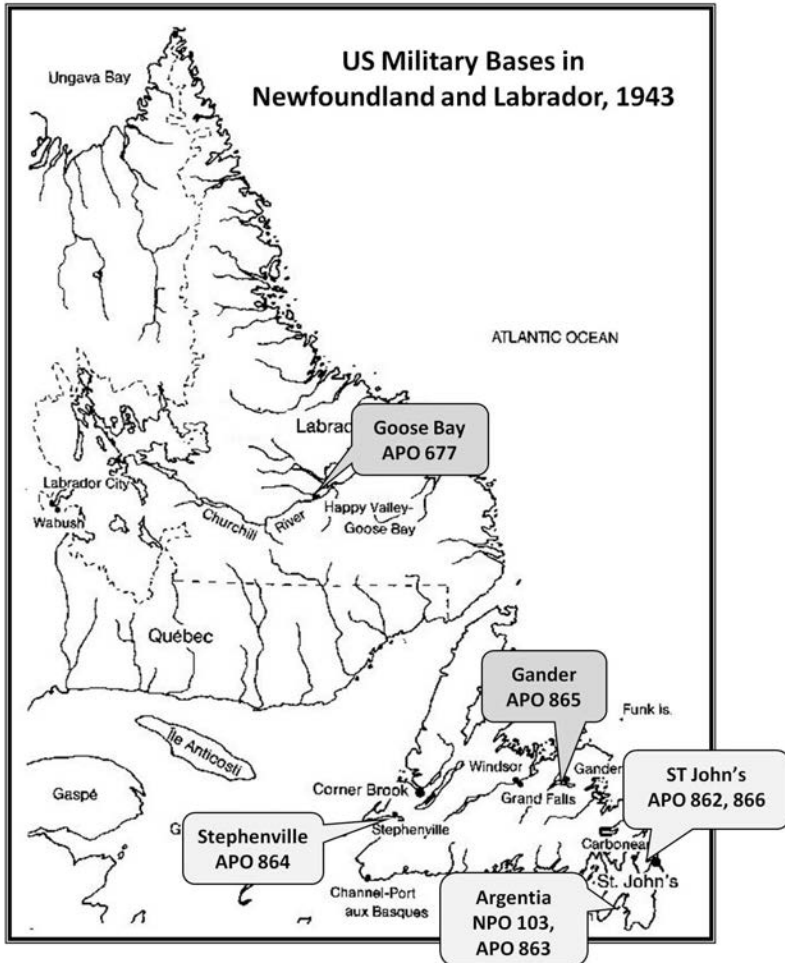 US Military Bases in
Newfoundland and Labrador, 1943
Ungava Bay
ATLANTIC OCEAN
Labrad
Goose Bay
APO 677
Labrador City
Wabush
Churchill
River
Happy Valley-
Goose Bay
Québec
Gander
APO 865
Funk Is.
Île Anticosti
Windsor
Gander
ST John's
APO 862, 866
Corner Brook
Grand Falls
Gaspé
G
Stephenville
Stephenville
APO 864
Carbonear
St. John's
Channel-Port
aux Basques
Argentia
NPO 103,
APO 863